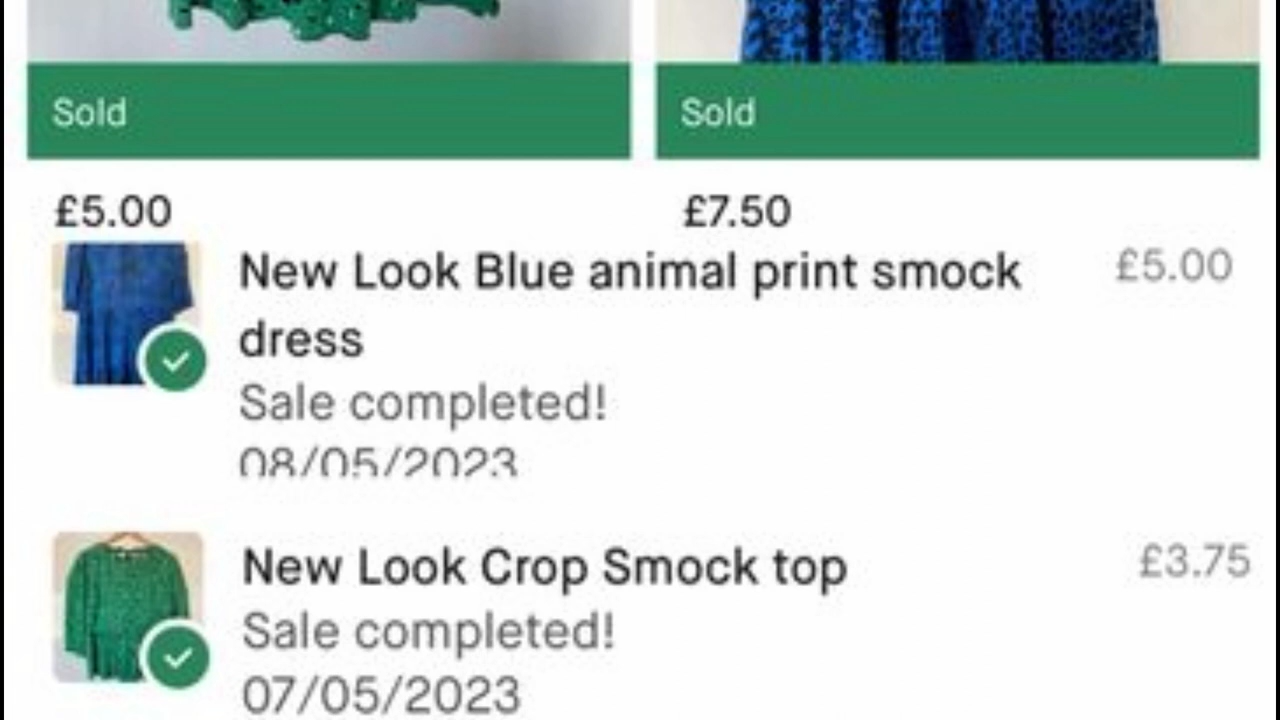 Sold
Sold
£5.00
£7.50
New Look Blue animal print smock
£5.00
dress
Sale completed!
08/05/2023
New Look Crop Smock top
£3.75
Sale completed!
07/05/2023